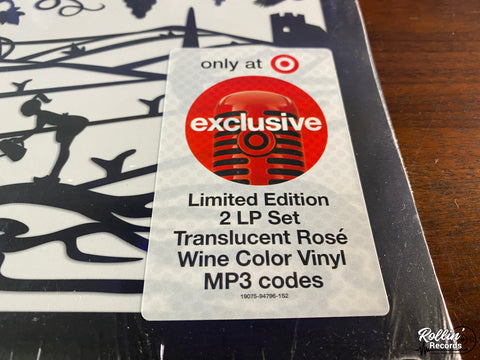 only at
exclusive
Limited Edition
2 LP Set
Translucent Rosé
Wine Color Vinyl
MP3 codes
19075-94796-1S2
Rollin'
Records